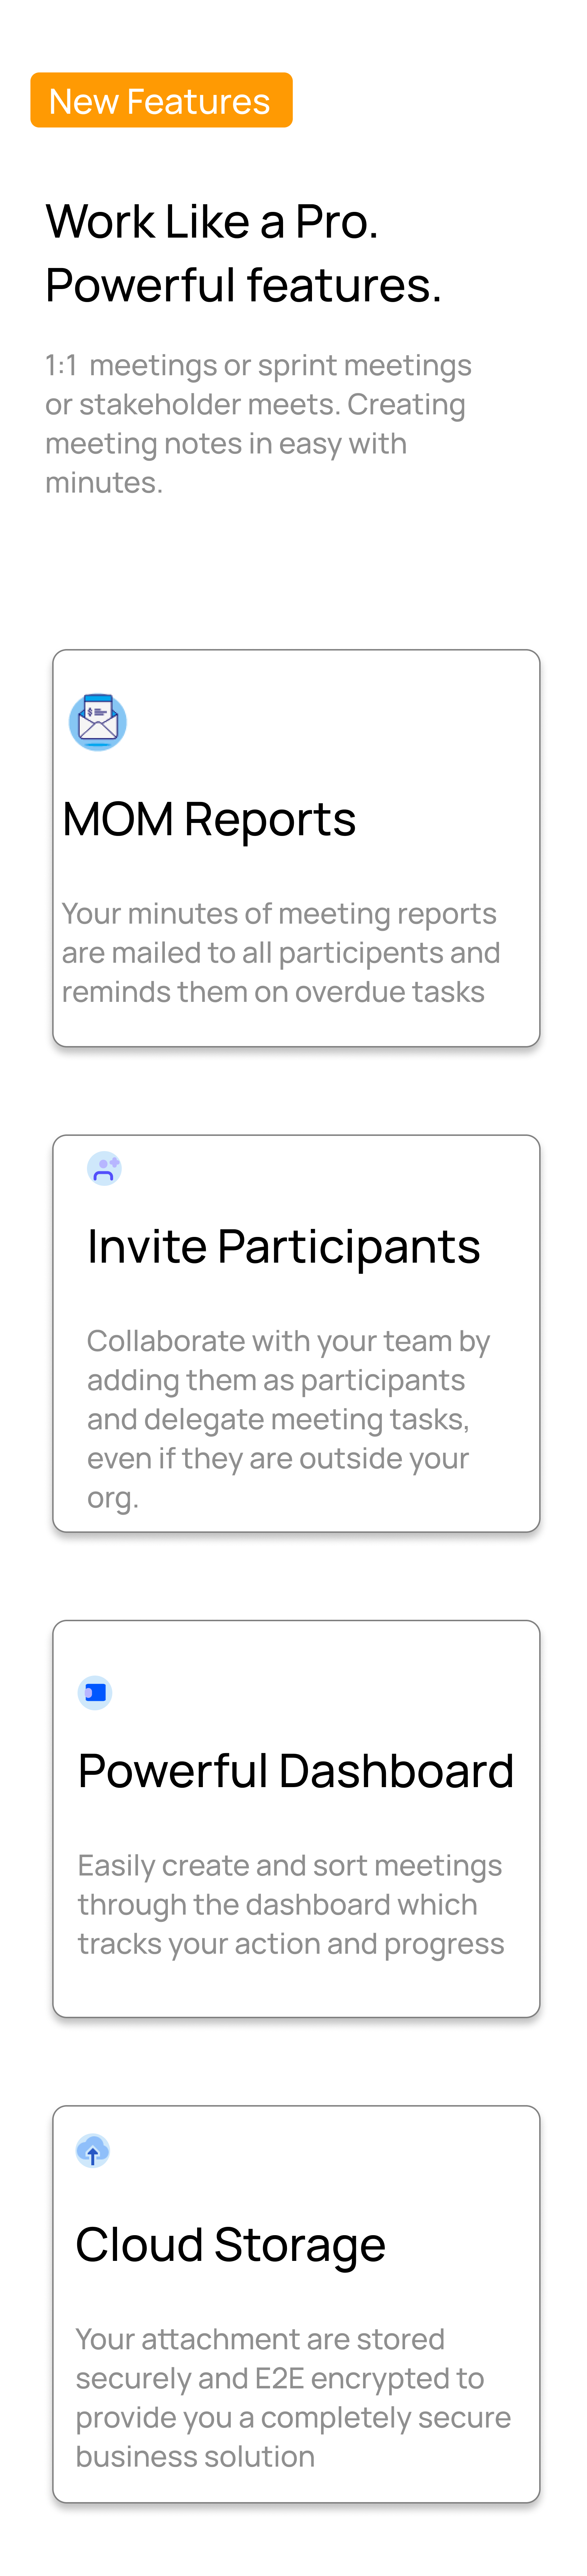 New Features
Work Like a Pro.
Powerful features.
1:1  meetings or sprint meetings
or stakeholder meets. Creating
meeting notes in easy with
minutes.
MOM Reports
Your minutes of meeting reports
are mailed to all participents and
reminds them on overdue tasks
Invite Participants
Collaborate with your team by
adding them as participants
and delegate meeting tasks,
even if they are outside your
org.
Powerful Dashboard
Easily create and sort meetings
through the dashboard which
tracks your action and progress
Cloud Storage
Your attachment are stored
securely and E2E encrypted to
provide you a completely secure
business solution